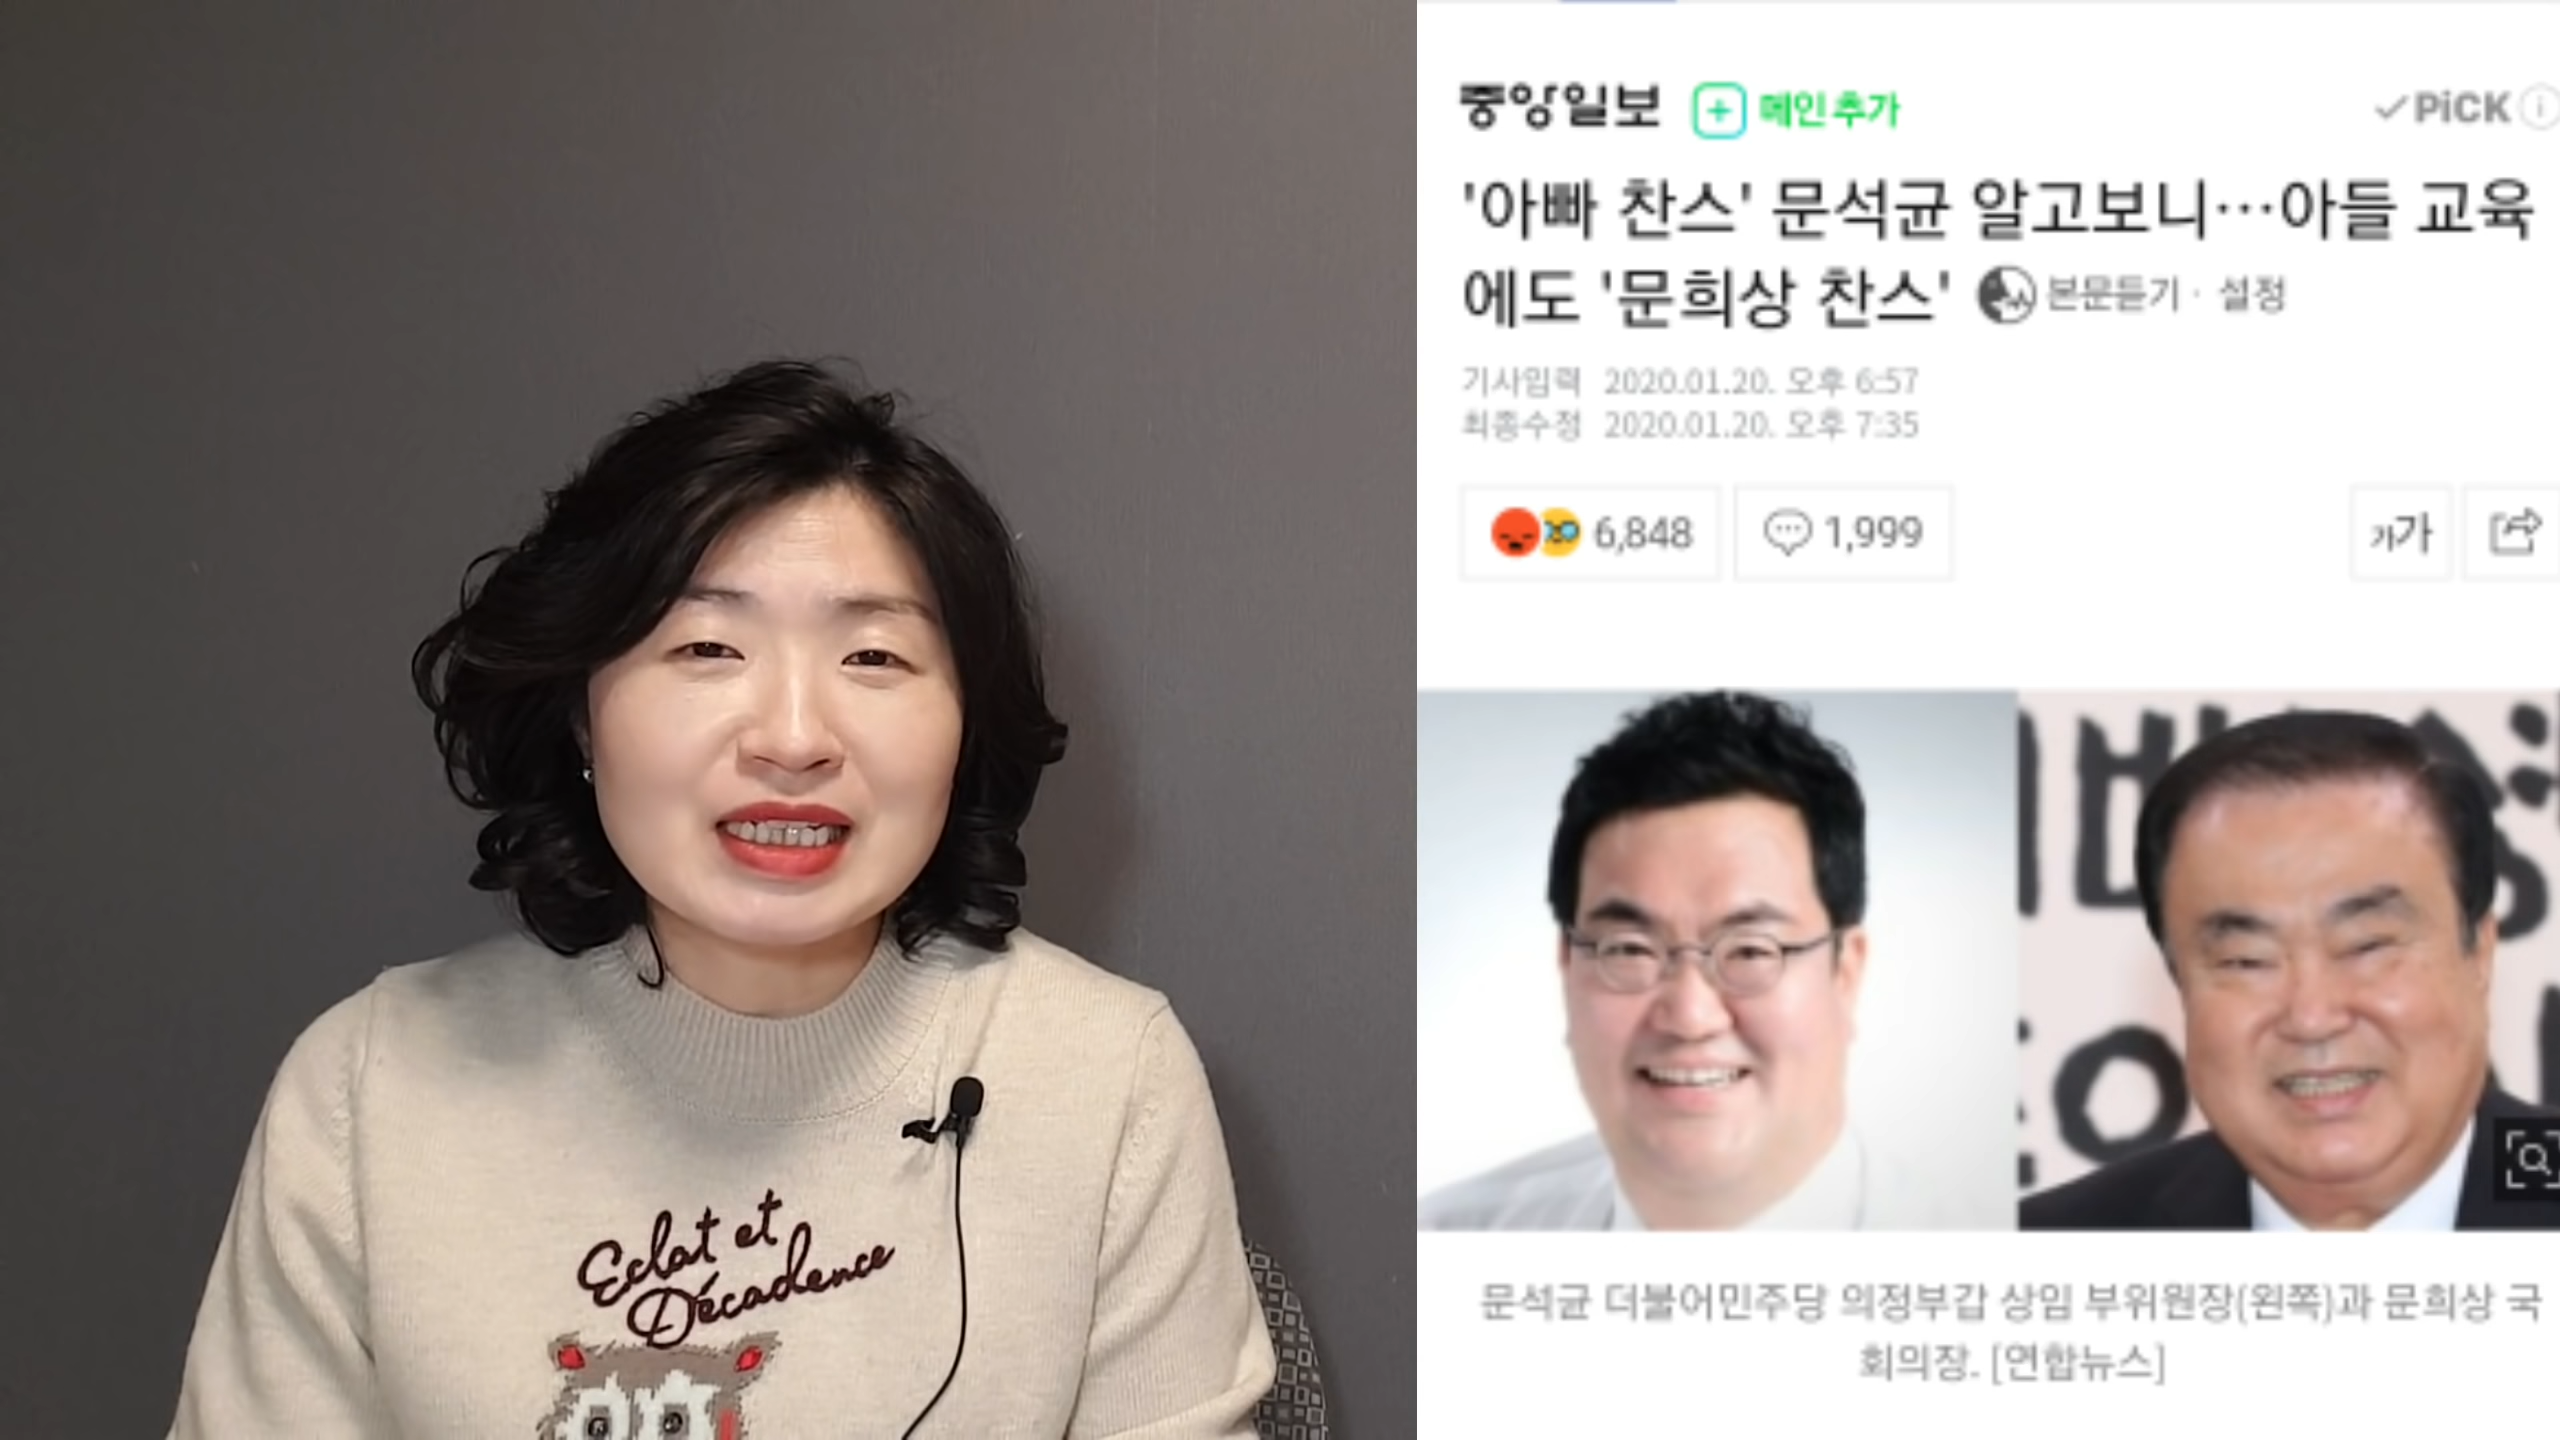 Eclat et
Décadence
중앙일보 메인 추가 PiCK
'아빠 찬스' 문석균 알고보니…아들 교육
에도 '문희상 찬스' 본문듣기 · 설정
기사입력 2020.01.20. 오후 6:57
최종수정 2020.01.20. 오후 7:35
6,848 1,999 가가
문석균 더불어민주당 의정부갑 상임 부위원장(왼쪽)과 문희상 국
회의장. [연합뉴스]